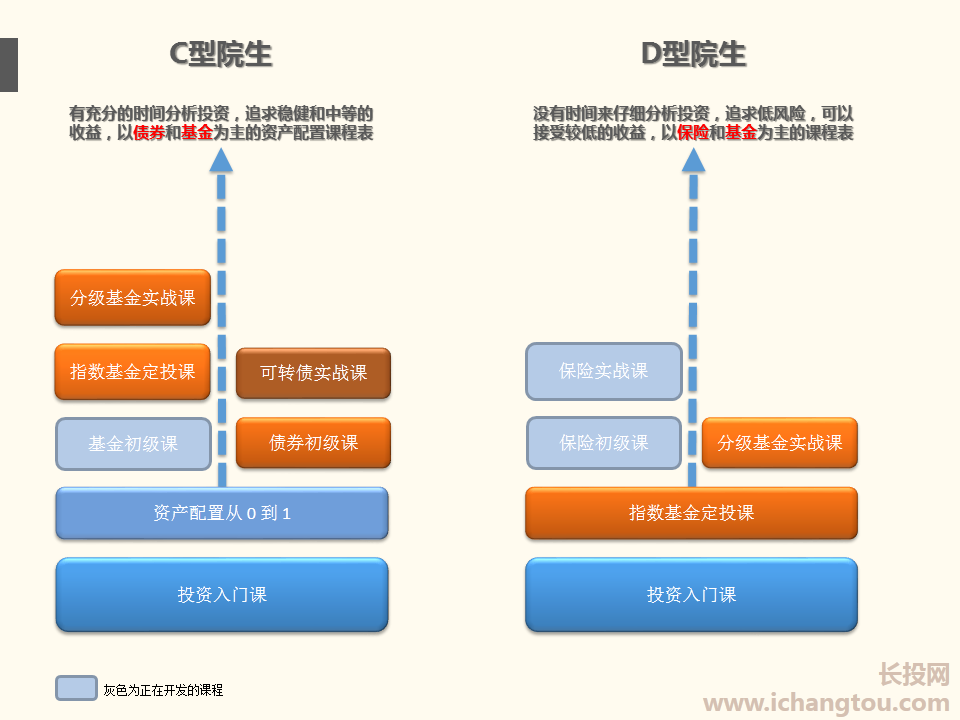 C型院生
有充分的时间分析投资，追求稳健和中等的
收益，以债券和基金为主的资产配置课程表
分级基金实战课
指数基金定投课
可转债实战课
基金初级课
债券初级课
资产配置从０到１
投资入门课
D型院生
没有时间来仔细分析投资，追求低风险，可以
接受较低的收益，以保险和基金为主的课程表
保险实战课
保险初级课
分级基金实战课
指数基金定投课
投资入门课
灰色为正在开发的课程
长投网
www.ichangtou.com